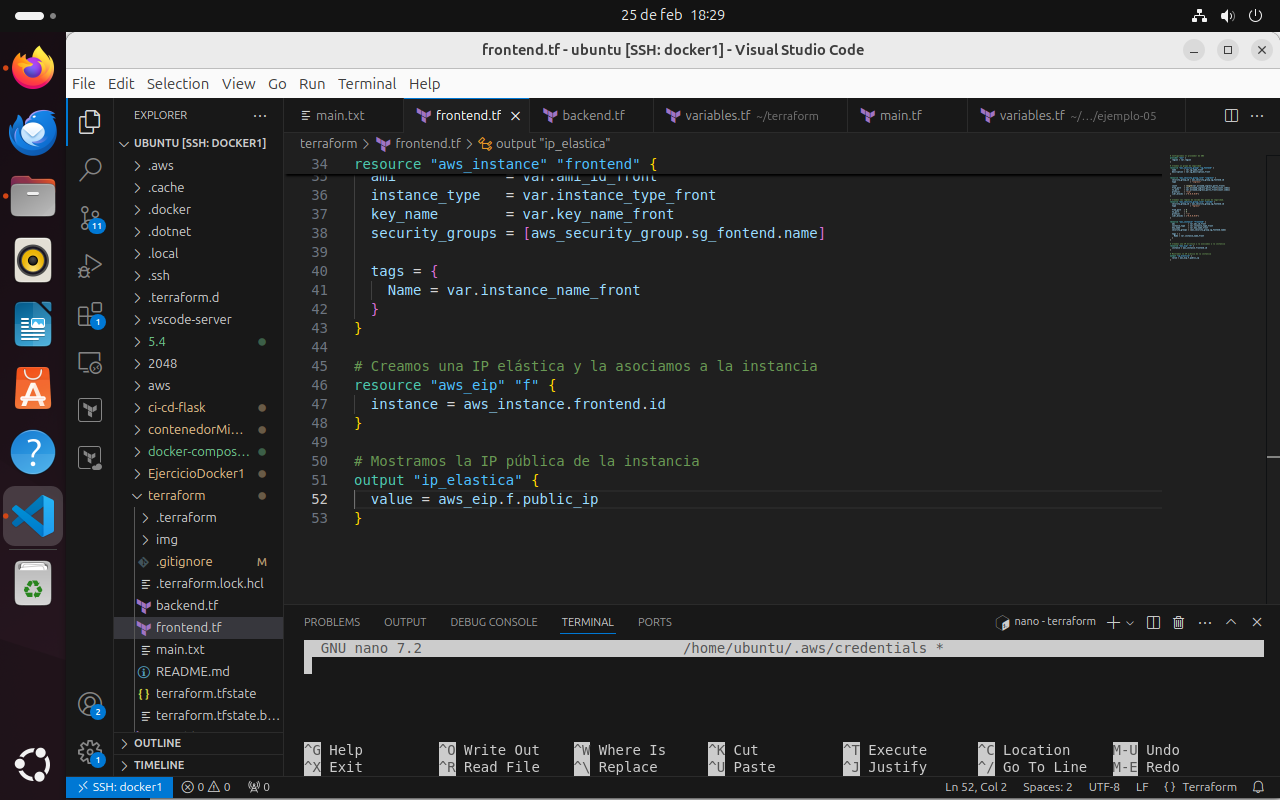 25 de feb 18:29
frontend.tf - ubuntu [SSH: docker1] - Visual Studio Code
File Edit Selection View Go Run Terminal Help
EXPLORER
main.txt
frontend.tf
backend.tf
variables.tf ~/terraform
main.tf
variables.tf ~/.../ejemplo-05
UBUNTU [SSH: DOCKER1]
.aws
.cache
.docker
.dotnet
.local
.ssh
.terraform.d
.vscode-server
5.4
2048
aws
ci-cd-flask
contenedorMi...
docker-compos...
EjercicioDocker1
terraform
.terraform
img
.gitignore M
.terraform.lock.hcl
backend.tf
frontend.tf
main.txt
README.md
terraform.tfstate
terraform.tfstate.b...
OUTLINE
TIMELINE
11
1
2
1
terraform > frontend.tf > output "ip_elastica"
34 resource "aws_instance" "frontend" {
35 ami = var.ami_id_front
36 instance_type = var.instance_type_front
37 key_name = var.key_name_front
38 security_groups = [aws_security_group.sg_fontend.name]
39
40 tags = {
41 Name = var.instance_name_front
42 }
43 }
44
45 # Creamos una IP elástica y la asociamos a la instancia
46 resource "aws_eip" "f" {
47 instance = aws_instance.frontend.id
48 }
49
50 # Mostramos la IP pública de la instancia
51 output "ip_elastica" {
52 value = aws_eip.f.public_ip
53 }
PROBLEMS OUTPUT DEBUG CONSOLE TERMINAL PORTS
nano - terraform
GNU nano 7.2 /home/ubuntu/.aws/credentials *
^G Help ^O Write Out ^W Where Is ^K Cut ^T Execute ^C Location M-U Undo
^X Exit ^R Read File ^\ Replace ^U Paste ^J Justify ^/ Go To Line M-E Redo
SSH: docker1 0 0 0 Ln 52, Col 2 Spaces: 2 UTF-8 LF {} Terraform